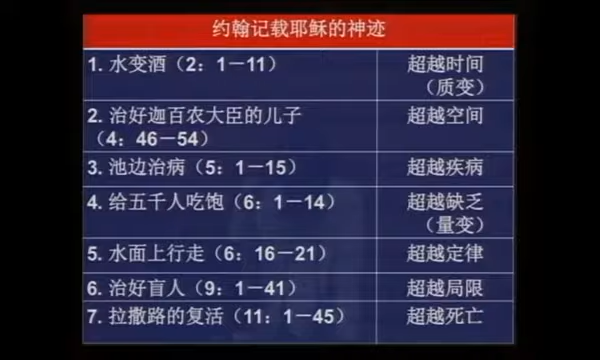 约翰记载耶稣的神迹
1. 水变酒（2：1－11） 超越时间
（质变）
2. 治好迦百农大臣的儿子 超越空间
（4：46－54）
3. 池边治病（5：1－15） 超越疾病
4. 给五千人吃饱（6：1－14） 超越缺乏
（量变）
5. 水面上行走（6：16－21） 超越定律
6. 治好盲人（9：1－41） 超越局限
7. 拉撒路的复活（11：1－45） 超越死亡